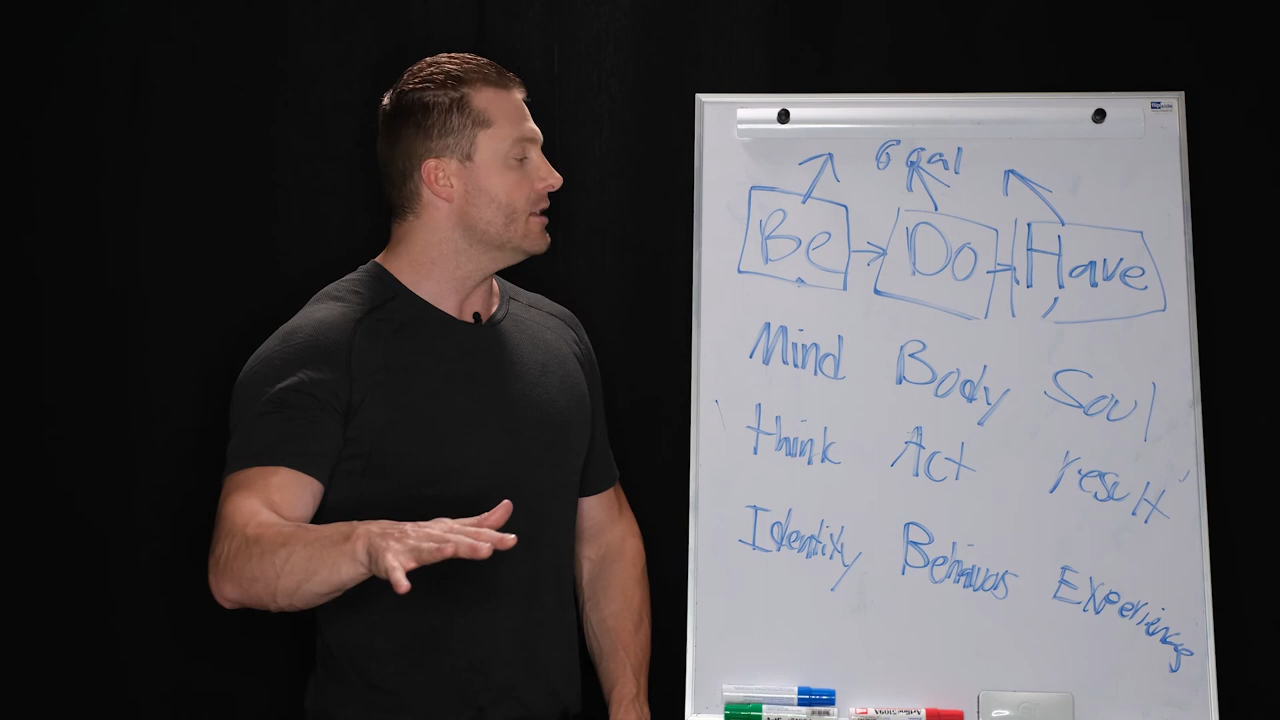 Goal
Be Do Have
Mind Body Soul
think Act result
Identity Behaviors Experience